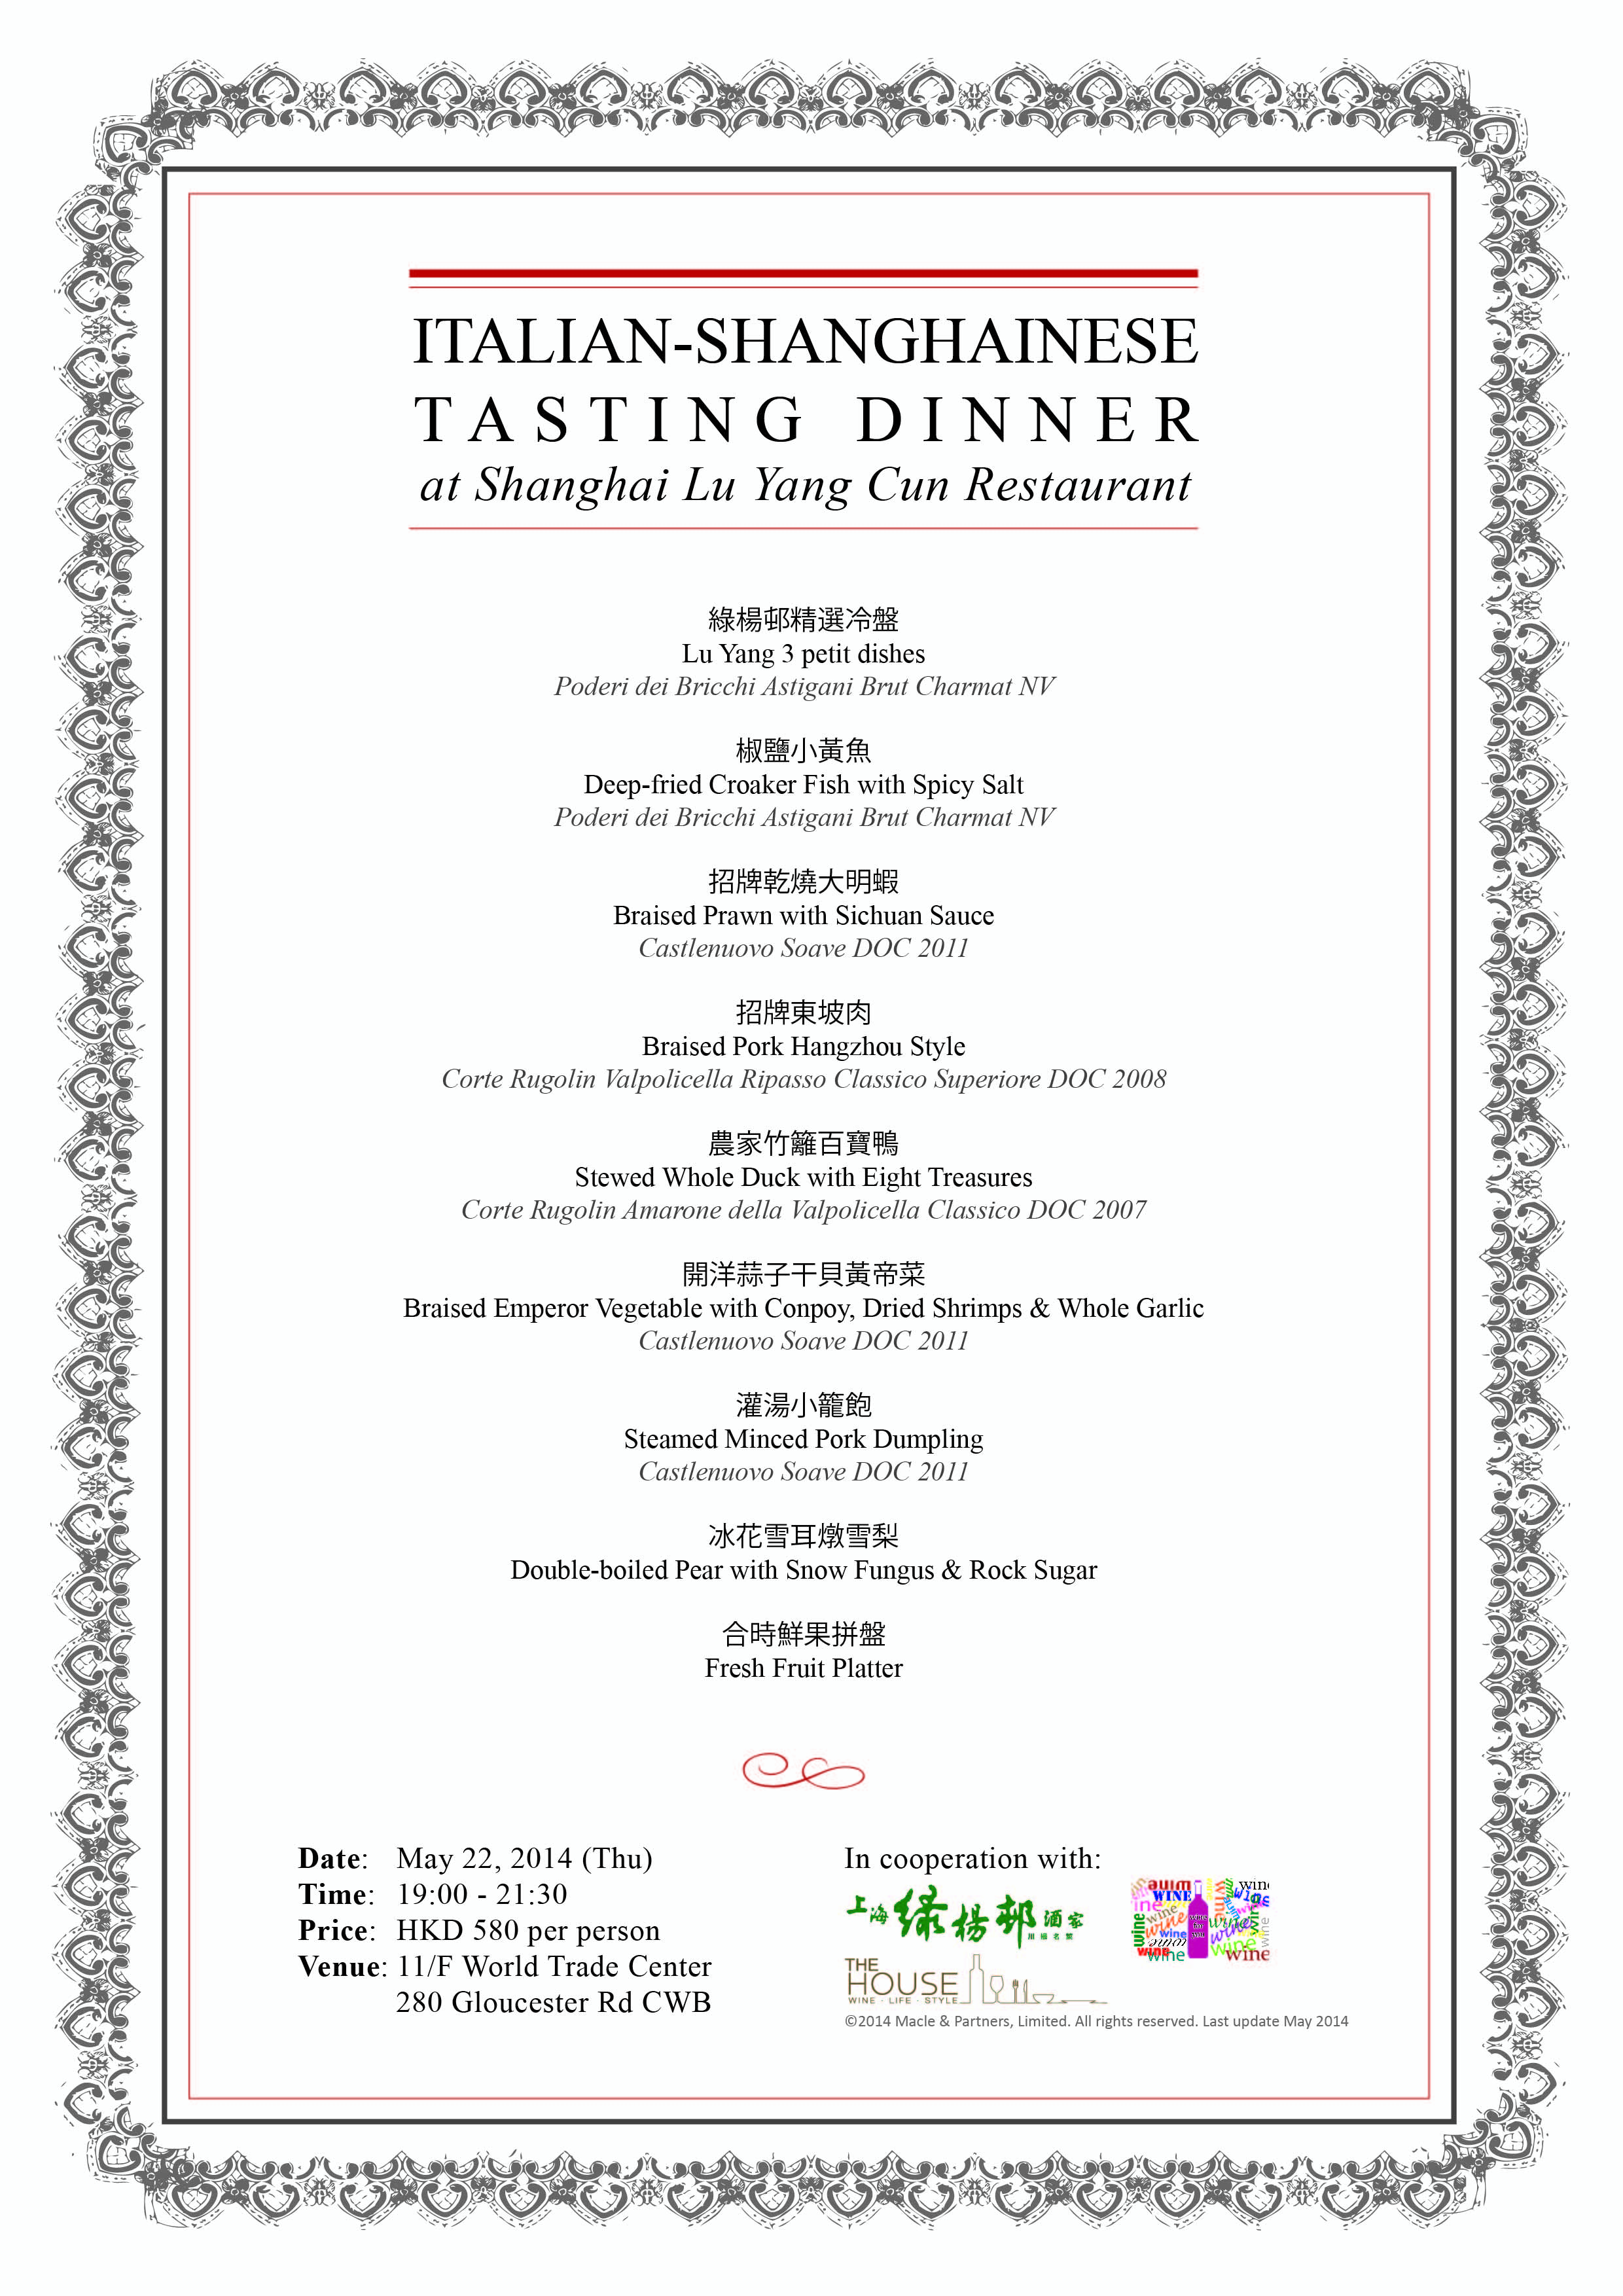 ITALIAN-SHANGHAINESE
TASTING DINNER
at Shanghai Lu Yang Cun Restaurant
綠楊邨精選冷盤
Lu Yang 3 petit dishes
Poderi dei Bricchi Astigani Brut Charmat NV
椒鹽小黃魚
Deep-fried Croaker Fish with Spicy Salt
Poderi dei Bricchi Astigani Brut Charmat NV
招牌乾燒大明蝦
Braised Prawn with Sichuan Sauce
Castlenuovo Soave DOC 2011
招牌東坡肉
Braised Pork Hangzhou Style
Corte Rugolin Valpolicella Ripasso Classico Superiore DOC 2008
農家竹籬百寶鴨
Stewed Whole Duck with Eight Treasures
Corte Rugolin Amarone della Valpolicella Classico DOC 2007
開洋蒜子干貝黃帝菜
Braised Emperor Vegetable with Conpoy, Dried Shrimps & Whole Garlic
Castlenuovo Soave DOC 2011
灌湯小籠飽
Steamed Minced Pork Dumpling
Castlenuovo Soave DOC 2011
冰花雪耳燉雪梨
Double-boiled Pear with Snow Fungus & Rock Sugar
合時鮮果拼盤
Fresh Fruit Platter
Date: May 22, 2014 (Thu)
Time: 19:00 - 21:30
Price: HKD 580 per person
Venue: 11/F World Trade Center
280 Gloucester Rd CWB
In cooperation with:
上海绿杨邨酒家
川揚名饌
THE
HOUSE
WINE · LIFE · STYLE
©2014 Macle & Partners, Limited. All rights reserved. Last update May 2014